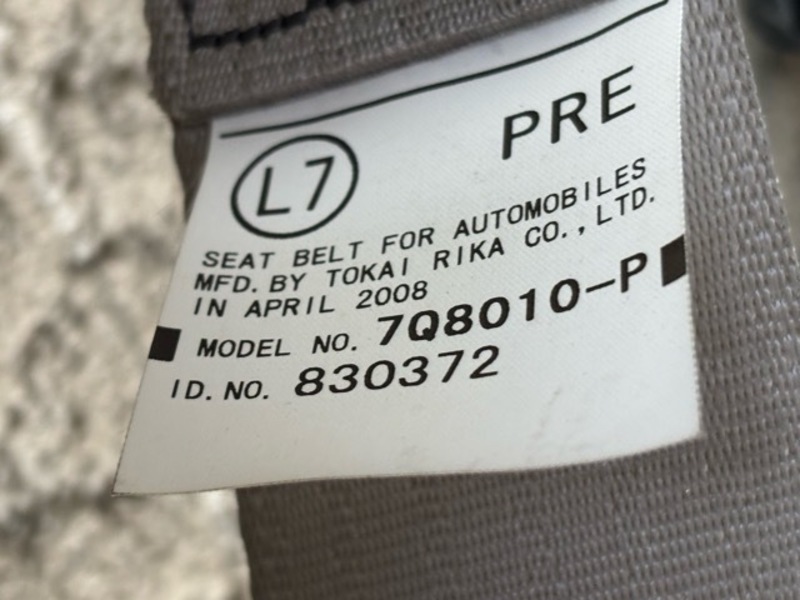 PRE
L7
SEAT BELT FOR AUTOMOBILES
MFD. BY TOKAI RIKA CO., LTD.
IN APRIL 2008
MODEL NO. 7Q8010-P
ID. NO. 830372